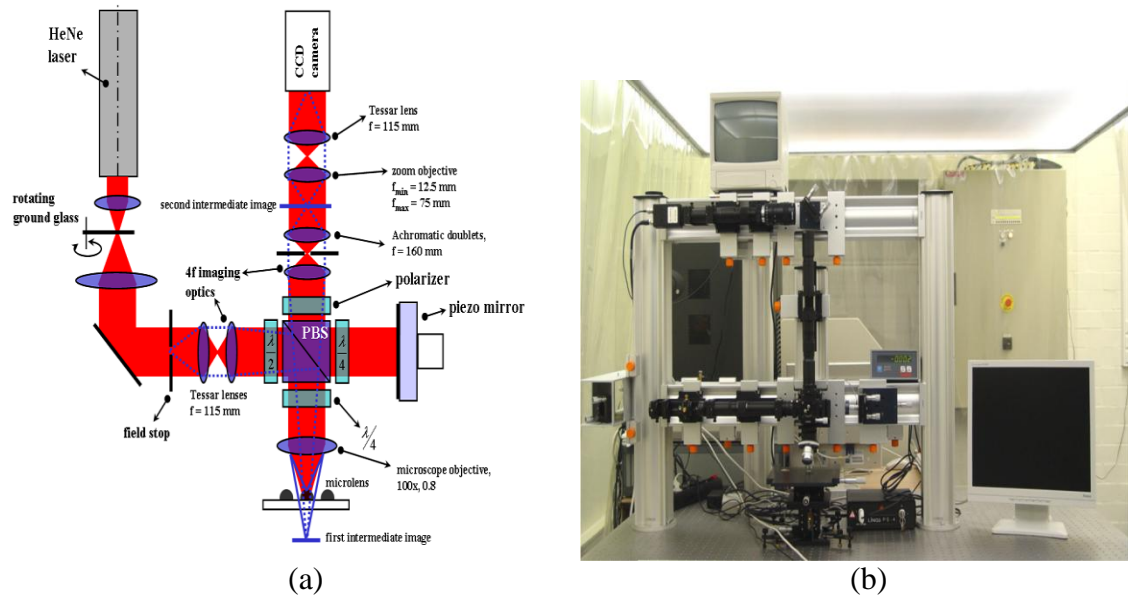 HeNe
laser
CCD
camera
Tessar lens
f = 115 mm
zoom objective
fmin = 12.5 mm
fmax = 75 mm
rotating
ground glass
second intermediate image
Achromatic doublets,
f = 160 mm
4f imaging
optics
polarizer
piezo mirror
PBS
λ/2
λ/4
Tessar lenses
f = 115 mm
field stop
λ/4
microscope objective,
100x, 0.8
microlens
first intermediate image
(a)
(b)